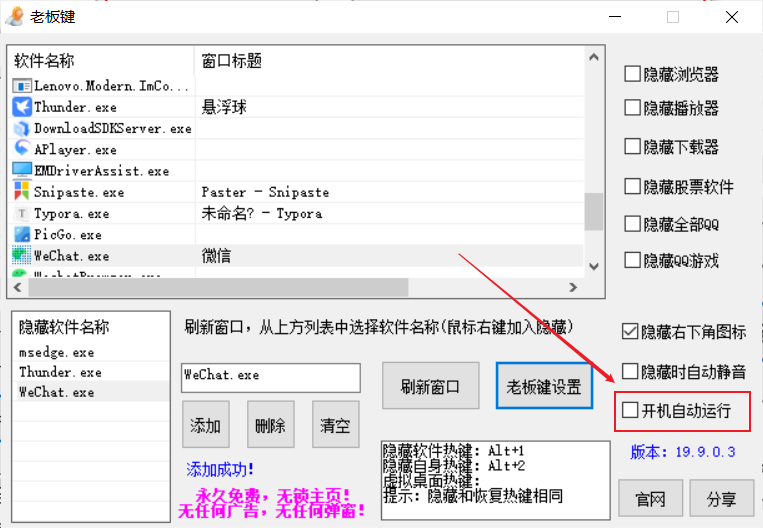 老板键
软件名称 窗口标题
Lenovo.Modern.ImCo...
Thunder.exe 悬浮球
DownloadSDKServer.exe
APlayer.exe
EMDriverAssist.exe
Snipaste.exe Paster - Snipaste
Typora.exe 未命名? - Typora
PicGo.exe
WeChat.exe 微信
隐藏浏览器
隐藏播放器
隐藏下载器
隐藏股票软件
隐藏全部QQ
隐藏QQ游戏
隐藏软件名称
msedge.exe
Thunder.exe
WeChat.exe
刷新窗口，从上方列表中选择软件名称(鼠标右键加入隐藏)
WeChat.exe
刷新窗口
老板键设置
添加
删除
清空
添加成功!
永久免费，无锁主页!
无任何广告，无任何弹窗!
隐藏软件热键：Alt+1
隐藏自身热键：Alt+2
虚拟桌面热键：
提示：隐藏和恢复热键相同
隐藏右下角图标
隐藏时自动静音
开机自动运行
版本：19.9.0.3
官网
分享